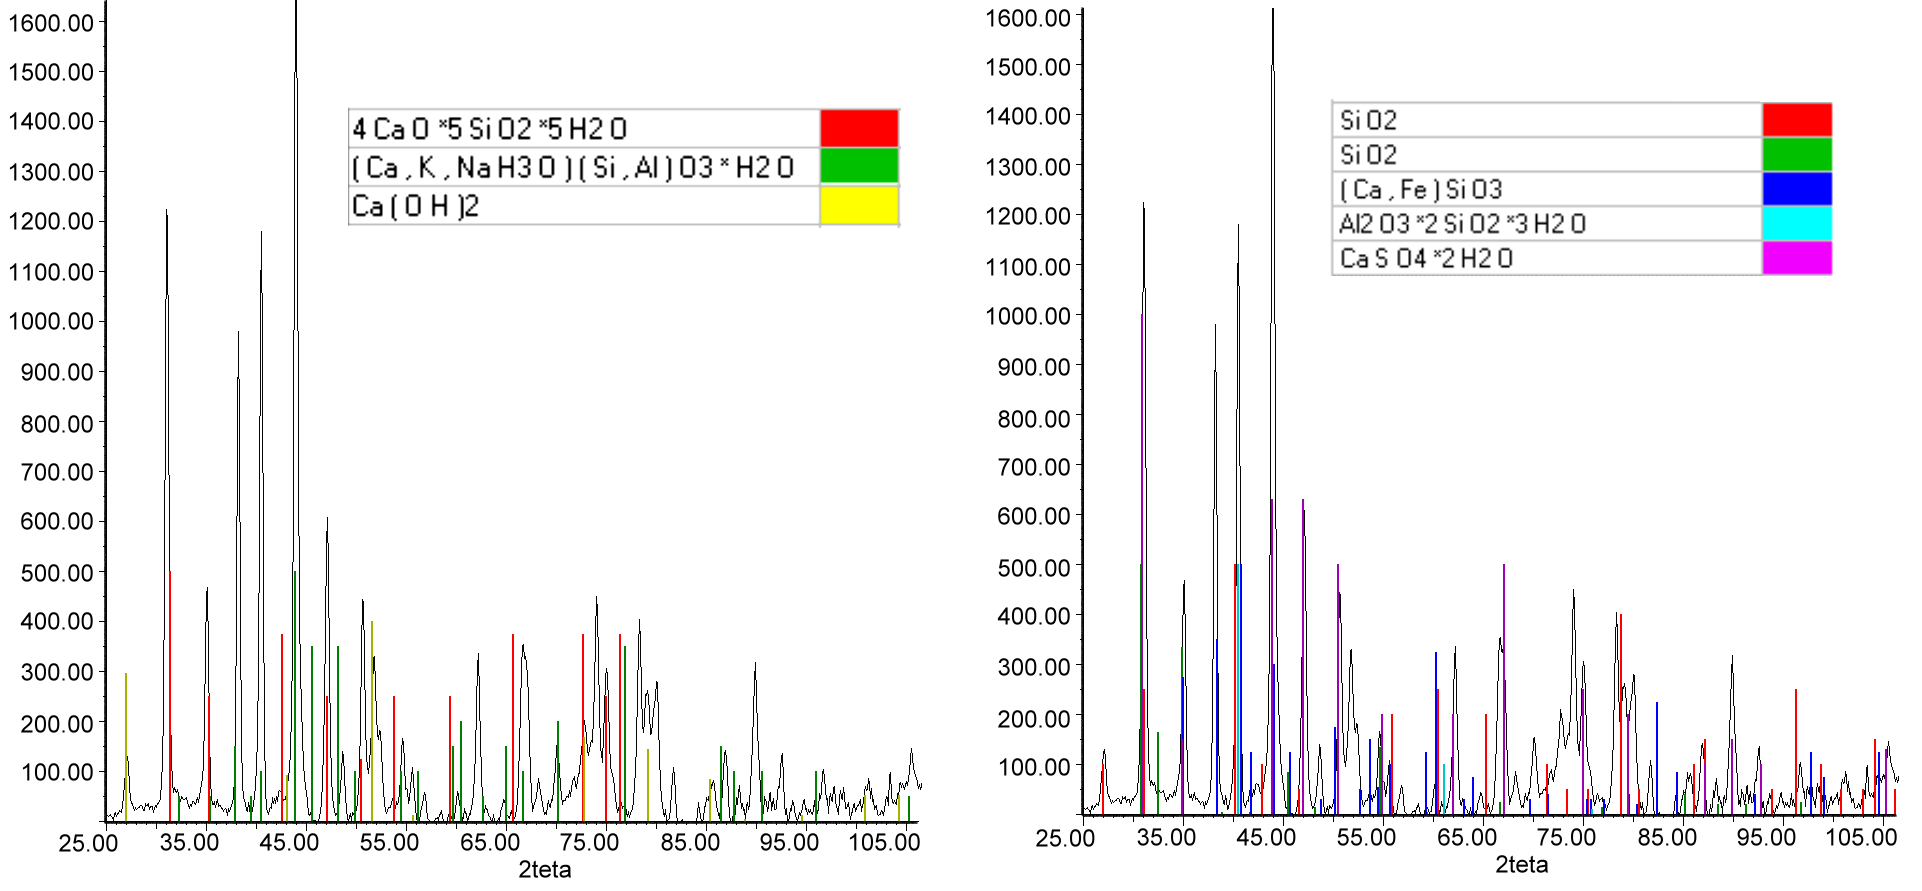 1600.00
1500.00
1400.00
1300.00
1200.00
1100.00
1000.00
900.00
800.00
700.00
600.00
500.00
400.00
300.00
200.00
100.00
25.00 35.00 45.00 55.00 65.00 75.00 85.00 95.00 105.00
2teta
4 Ca O *5 Si O2 *5 H2 O
( Ca , K , Na H3 O ) ( Si , Al ) O3 * H2 O
Ca ( O H )2
1600.00
1500.00
1400.00
1300.00
1200.00
1100.00
1000.00
900.00
800.00
700.00
600.00
500.00
400.00
300.00
200.00
100.00
25.00 35.00 45.00 55.00 65.00 75.00 85.00 95.00 105.00
2teta
Si O2
Si O2
( Ca , Fe ) Si O3
Al2 O3 *2 Si O2 *3 H2 O
Ca S O4 *2 H2 O